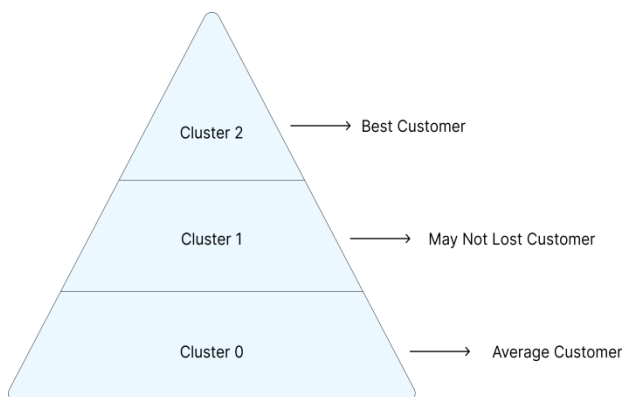 Cluster 2
Best Customer
Cluster 1
May Not Lost Customer
Cluster 0
Average Customer